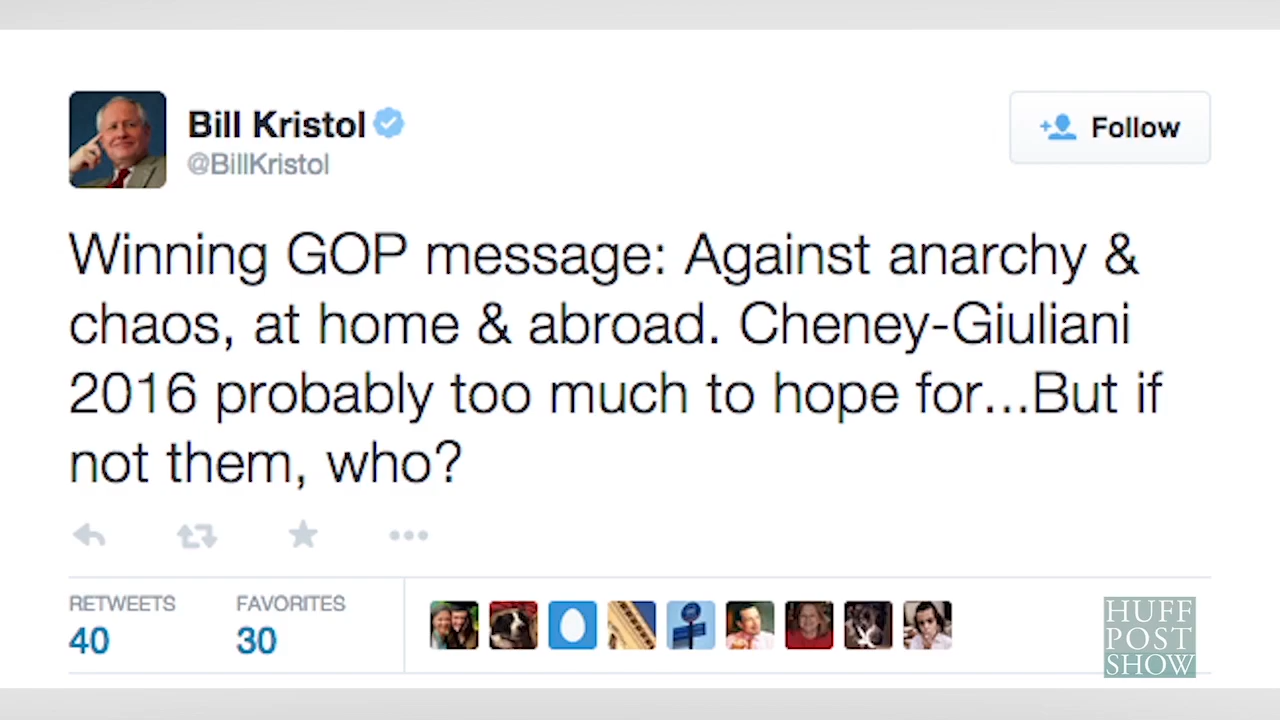 Bill Kristol
@BillKristol
Follow
Winning GOP message: Against anarchy &
chaos, at home & abroad. Cheney-Giuliani
2016 probably too much to hope for...But if
not them, who?
RETWEETS
40
FAVORITES
30
HUFF
POST
SHOW